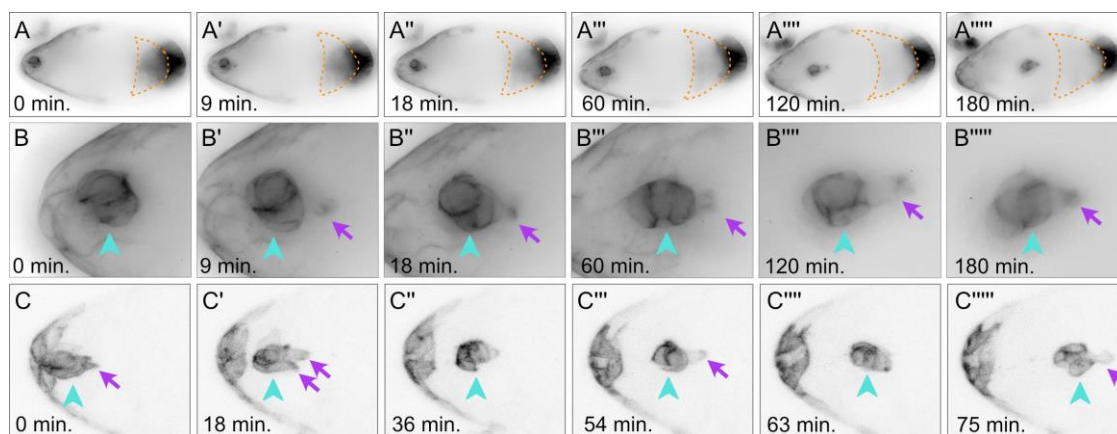 A A' A'' A''' A'''' A'''''
0 min. 9 min. 18 min. 60 min. 120 min. 180 min.
B B' B'' B''' B'''' B'''''
0 min. 9 min. 18 min. 60 min. 120 min. 180 min.
C C' C'' C''' C'''' C'''''
0 min. 18 min. 36 min. 54 min. 63 min. 75 min.